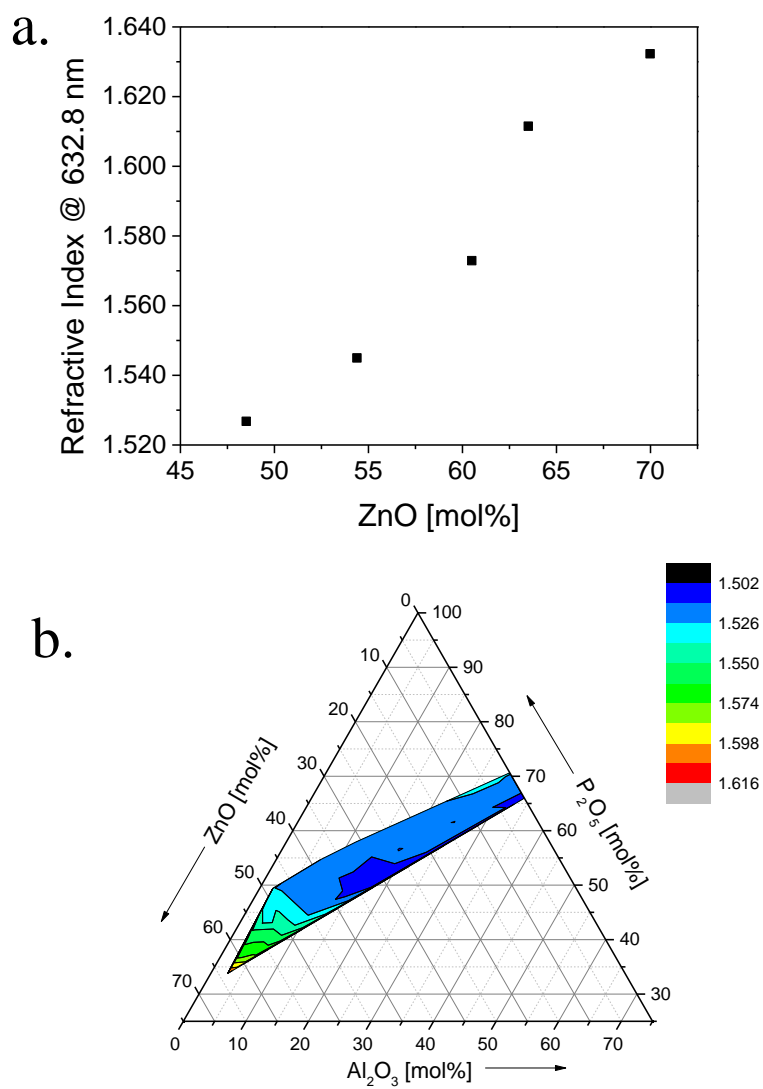 a.
1.640
1.620
1.600
1.580
1.560
1.540
1.520
Refractive Index @ 632.8 nm
45 50 55 60 65 70
ZnO [mol%]
b.
1.502
1.526
1.550
1.574
1.598
1.616
0 100
10 90
20 80
30 70
40 60
50 50
60 40
70 30
ZnO [mol%]
P₂O₅ [mol%]
0 10 20 30 40 50 60 70
Al₂O₃ [mol%]